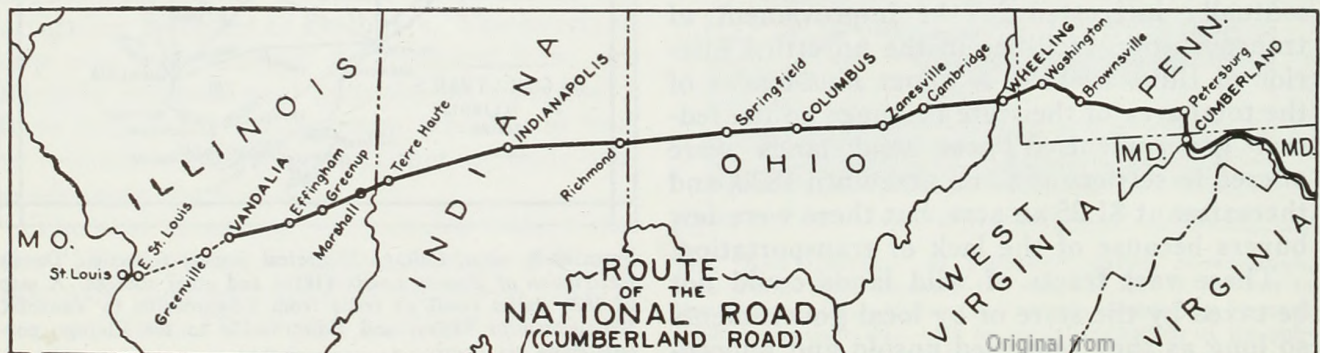 ILLINOIS
INDIANA
OHIO
PENN.
MO.
MD.
MD.
WEST
VIRGINIA
VIRGINIA
St. Louis
E. St. Louis
Greenville
VANDALIA
Effingham
Greenup
Marshall
Terre Haute
INDIANAPOLIS
Richmond
Springfield
COLUMBUS
Zanesville
Cambridge
WHEELING
Washington
Brownsville
Petersburg
CUMBERLAND
ROUTE
OF THE
NATIONAL ROAD
(CUMBERLAND ROAD)
Original from